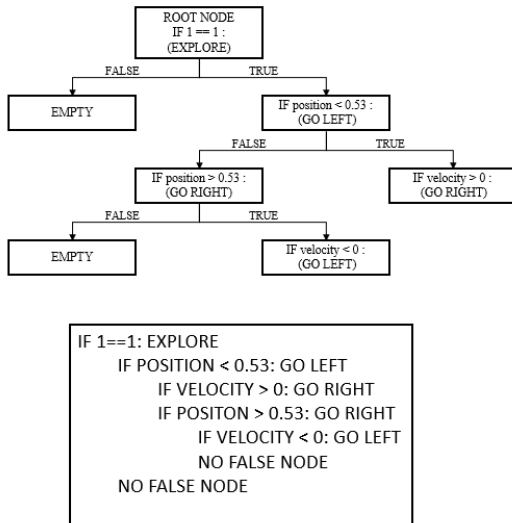 ROOT NODE
IF 1 == 1 :
(EXPLORE)
FALSE
TRUE
EMPTY
IF position < 0.53 :
(GO LEFT)
FALSE
TRUE
IF position > 0.53 :
(GO RIGHT)
IF velocity > 0 :
(GO RIGHT)
FALSE
TRUE
EMPTY
IF velocity < 0 :
(GO LEFT)
IF 1==1: EXPLORE
IF POSITION < 0.53: GO LEFT
IF VELOCITY > 0: GO RIGHT
IF POSITON > 0.53: GO RIGHT
IF VELOCITY < 0: GO LEFT
NO FALSE NODE
NO FALSE NODE